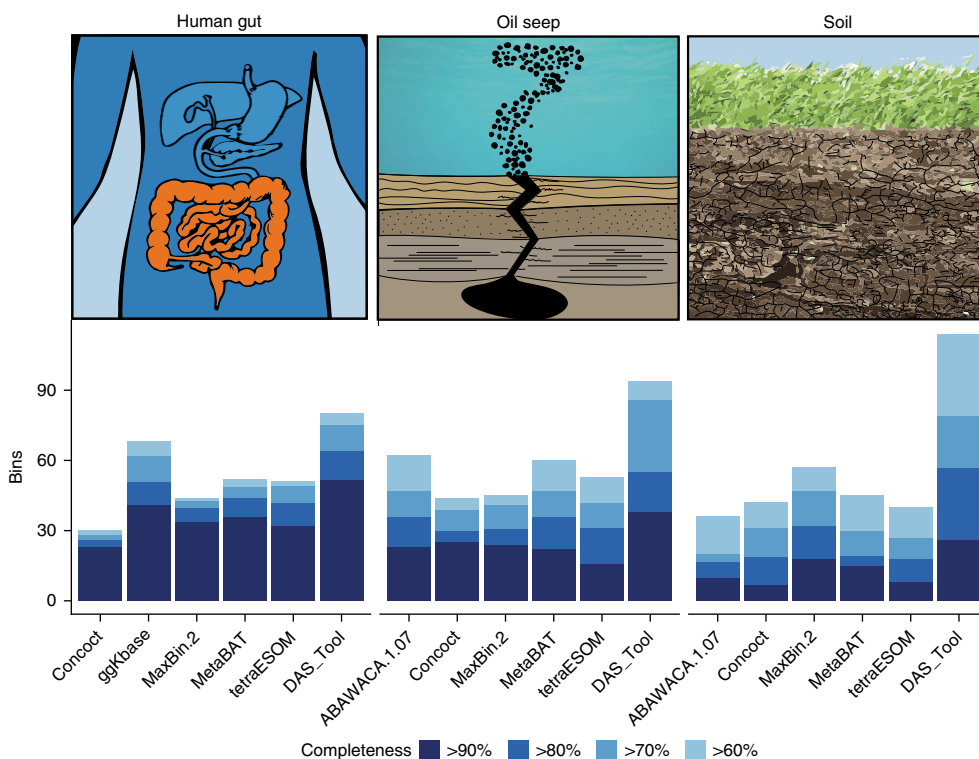 Human gut
Oil seep
Soil
Bins
90
60
30
0
Concoct
ggKbase
MaxBin.2
MetaBAT
tetraESOM
DAS_Tool
ABAWACA.1.07
Concoct
MaxBin.2
MetaBAT
tetraESOM
DAS_Tool
ABAWACA.1.07
Concoct
MaxBin.2
MetaBAT
tetraESOM
DAS_Tool
Completeness >90% >80% >70% >60%